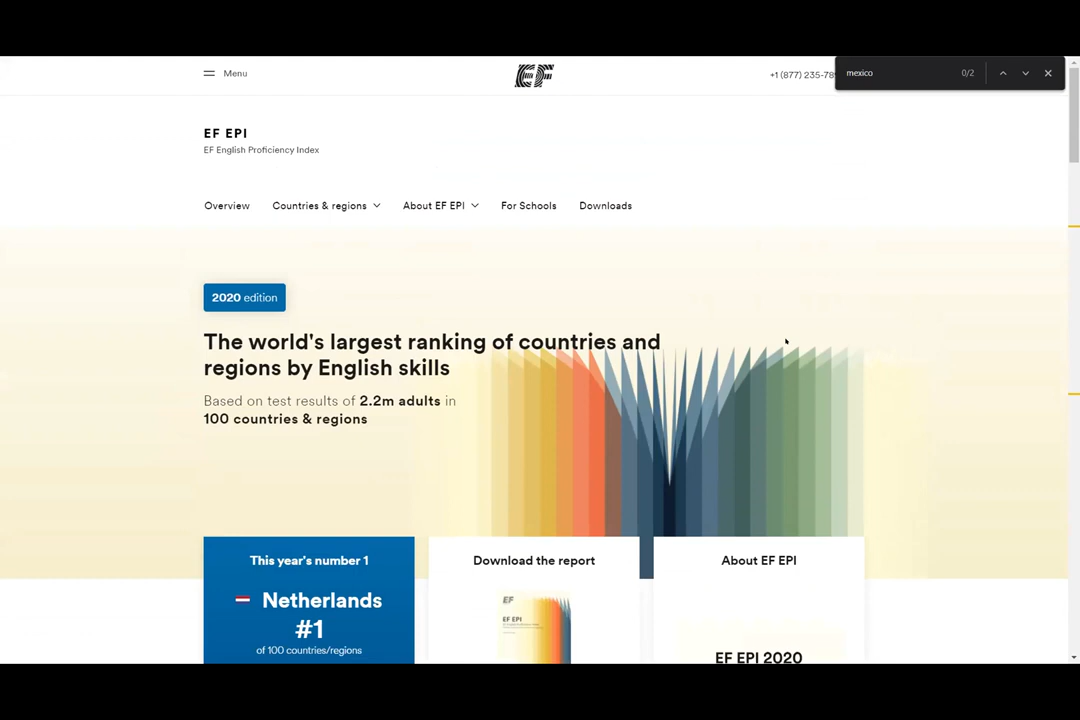 Menu
EF
+1 (877) 235-78
mexico
0/2
EF EPI
EF English Proficiency Index
Overview
Countries & regions
About EF EPI
For Schools
Downloads
2020 edition
The world's largest ranking of countries and
regions by English skills
Based on test results of 2.2m adults in
100 countries & regions
This year's number 1
Netherlands
#1
of 100 countries/regions
Download the report
EF
EF EPI
About EF EPI
EF EPI 2020